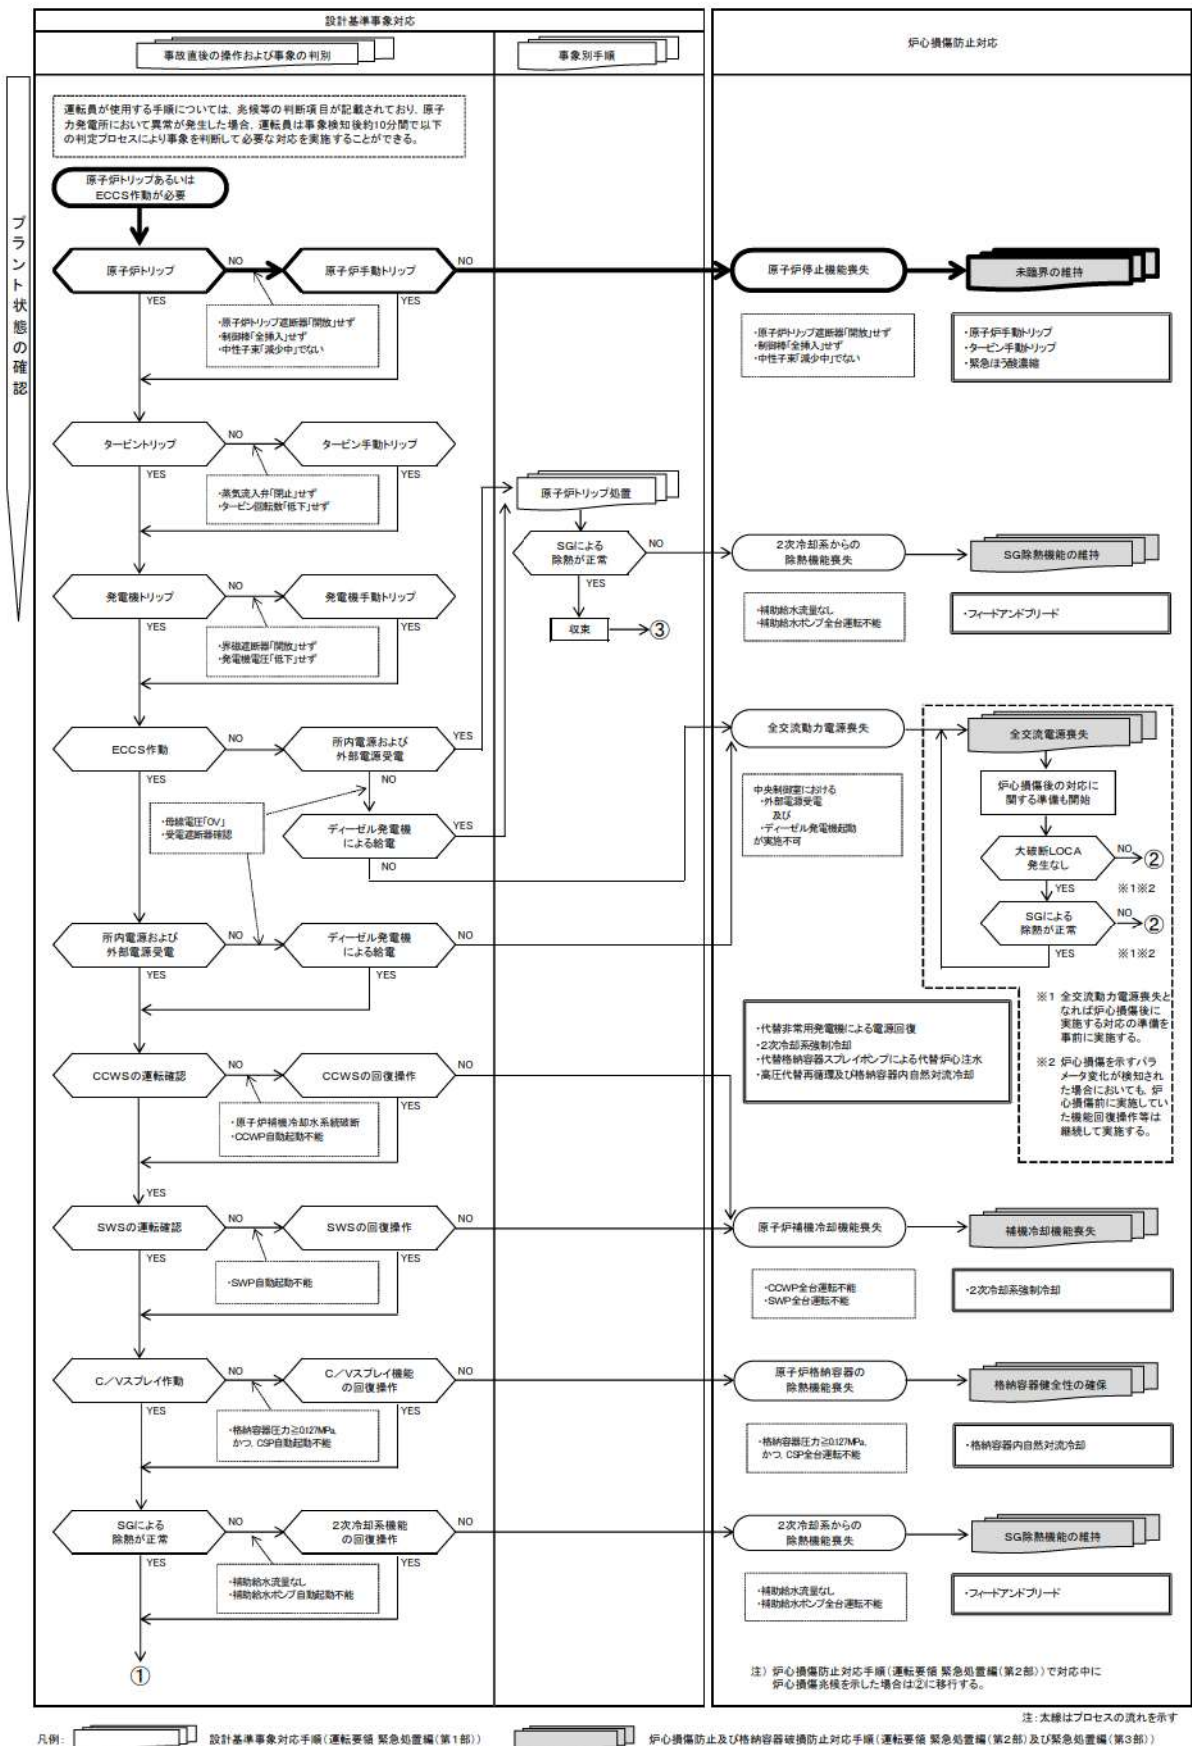 設計基準事象対応
炉心損傷防止対応
事故直後の操作および事象の判別
事象別手順
プラント状態の確認
運転員が使用する手順については、兆候等の判断項目が記載されており、原子
力発電所において異常が発生した場合、運転員は事象検知後約10分間で以下
の判定プロセスにより事象を判断して必要な対応を実施することができる。
原子炉トリップあるいは
ECCS作動が必要
原子炉トリップ
NO
原子炉手動トリップ
NO
原子炉停止機能喪失
未臨界の維持
YES
YES
・原子炉トリップ遮断器「開放」せず
・制御棒「全挿入」せず
・中性子束「減少中」でない
・原子炉トリップ遮断器「開放」せず
・制御棒「全挿入」せず
・中性子束「減少中」でない
・原子炉手動トリップ
・タービン手動トリップ
・緊急ほう酸濃縮
タービントリップ
NO
タービン手動トリップ
YES
YES
・蒸気流入弁「閉止」せず
・タービン回転数「低下」せず
原子炉トリップ処置
SGによる
除熱が正常
NO
2次冷却系からの
除熱機能喪失
SG除熱機能の維持
YES
発電機トリップ
NO
発電機手動トリップ
YES
YES
・補助給水流量なし
・補助給水ポンプ全台運転不能
・フィードアンドブリード
収束
③
・界磁遮断器「開放」せず
・発電機電圧「低下」せず
ECCS作動
NO
所内電源および
外部電源受電
YES
全交流動力電源喪失
全交流電源喪失
YES
NO
中央制御室における
・外部電源受電
及び
・ディーゼル発電機起動
が実施不可
炉心損傷後の対応に
関する準備も開始
・母線電圧「0V」
・受電遮断器確認
ディーゼル発電機
による給電
YES
NO
大破断LOCA
発生なし
NO
②
YES
※1※2
SGによる
除熱が正常
NO
②
YES
※1※2
所内電源および
外部電源受電
NO
ディーゼル発電機
による給電
NO
YES
YES
※1 全交流動力電源喪失と
なれば炉心損傷後に
実施する対応の準備を
事前に実施する。
※2 炉心損傷を示すパラ
メータ変化が検知され
た場合においても、炉
心損傷前に実施してい
た機能回復操作等は
継続して実施する。
・代替非常用発電機による電源回復
・2次冷却系強制冷却
・代替格納容器スプレイポンプによる代替炉心注水
・高圧代替再循環及び格納容器内自然対流冷却
CCWSの運転確認
NO
CCWSの回復操作
NO
YES
・原子炉補機冷却水系統破断
・CCWP自動起動不能
YES
SWSの運転確認
NO
SWSの回復操作
NO
原子炉補機冷却機能喪失
補機冷却機能喪失
YES
YES
・SWP自動起動不能
・CCWP全台運転不能
・SWP全台運転不能
・2次冷却系強制冷却
C/Vスプレイ作動
NO
C/Vスプレイ機能
の回復操作
NO
原子炉格納容器の
除熱機能喪失
格納容器健全性の確保
YES
YES
・格納容器圧力≧0.127MPa、
かつ、CSP自動起動不能
・格納容器圧力≧0.127MPa、
かつ、CSP全台運転不能
・格納容器内自然対流冷却
SGによる
除熱が正常
NO
2次冷却系機能
の回復操作
NO
2次冷却系からの
除熱機能喪失
SG除熱機能の維持
YES
YES
・補助給水流量なし
・補助給水ポンプ自動起動不能
・補助給水流量なし
・補助給水ポンプ全台運転不能
・フィードアンドブリード
①
注) 炉心損傷防止対応手順(運転要領 緊急処置編(第2部))で対応中に
炉心損傷兆候を示した場合は②に移行する。
注:太線はプロセスの流れを示す
凡例:
設計基準事象対応手順(運転要領 緊急処置編(第1部))
炉心損傷防止及び格納容器破損防止対応手順(運転要領 緊急処置編(第2部)及び緊急処置編(第3部))